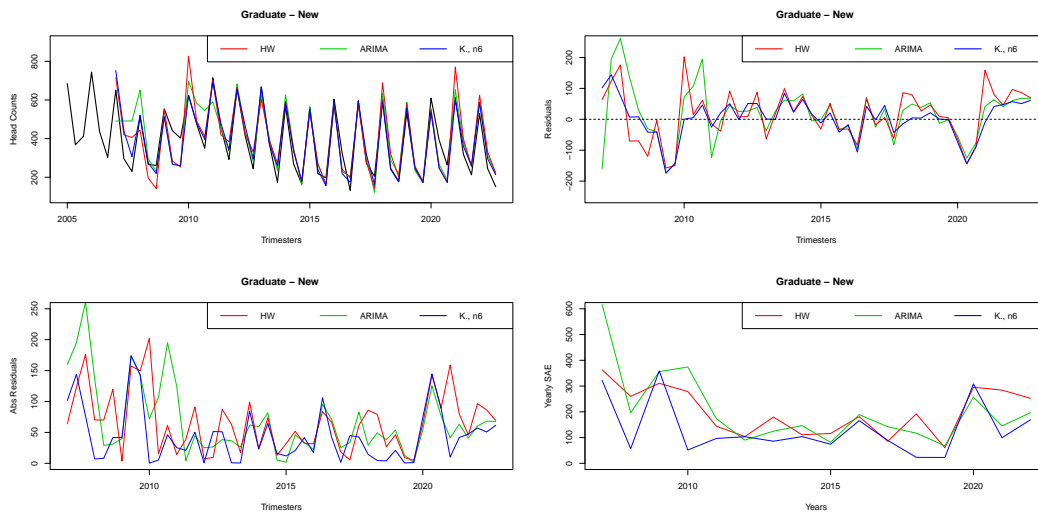 Graduate – New
HW ARIMA K., n6
Head Counts
800
600
400
200
2005 2010 2015 2020
Trimesters
Graduate – New
HW ARIMA K., n6
Residuals
200
100
0
−100
−200
2010 2015 2020
Trimesters
Graduate – New
HW ARIMA K., n6
Abs Residuals
250
200
150
100
50
0
2010 2015 2020
Trimesters
Graduate – New
HW ARIMA K., n6
Yearly SAE
600
500
400
300
200
100
0
2010 2015 2020
Years